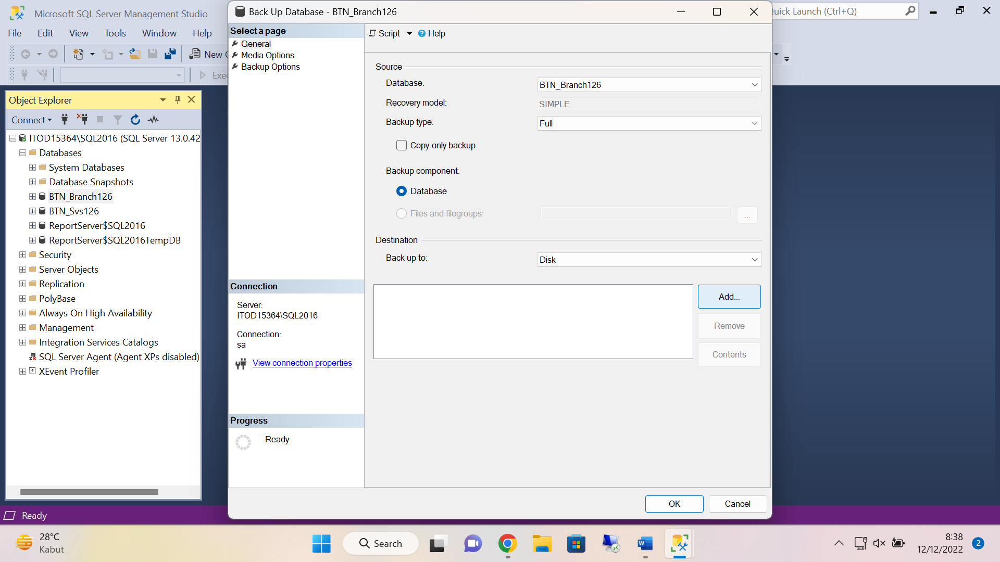 Microsoft SQL Server Management Studio
Quick Launch (Ctrl+Q)
File Edit View Tools Window Help
New
Object Explorer
Connect
ITOD15364\SQL2016 (SQL Server 13.0.42
Databases
System Databases
Database Snapshots
BTN_Branch126
BTN_Svs126
ReportServer$SQL2016
ReportServer$SQL2016TempDB
Security
Server Objects
Replication
PolyBase
Always On High Availability
Management
Integration Services Catalogs
SQL Server Agent (Agent XPs disabled)
XEvent Profiler
Ready
Back Up Database - BTN_Branch126
Select a page
General
Media Options
Backup Options
Connection
Server:
ITOD15364\SQL2016
Connection:
sa
View connection properties
Progress
Ready
Script Help
Source
Database: BTN_Branch126
Recovery model: SIMPLE
Backup type: Full
Copy-only backup
Backup component:
Database
Files and filegroups: ...
Destination
Back up to: Disk
Add...
Remove
Contents
OK Cancel
28°C
Kabut
Search
8:38
12/12/2022
2